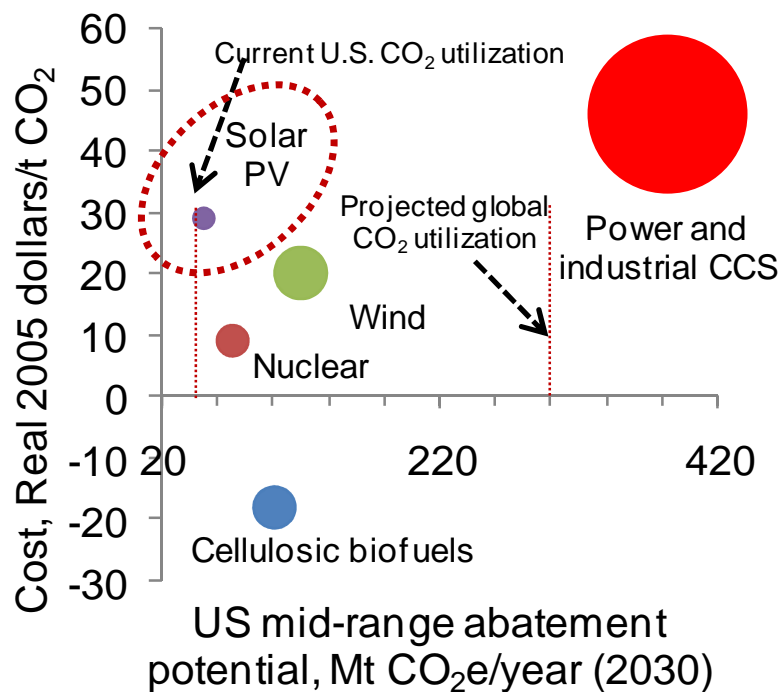 Cost, Real 2005 dollars/t CO₂
60
50
40
30
20
10
0
-10
-20
-30
20
220
420
Current U.S. CO₂ utilization
Solar
PV
Projected global
CO₂ utilization
Power and
industrial CCS
Wind
Nuclear
Cellulosic biofuels
US mid-range abatement
potential, Mt CO₂e/year (2030)